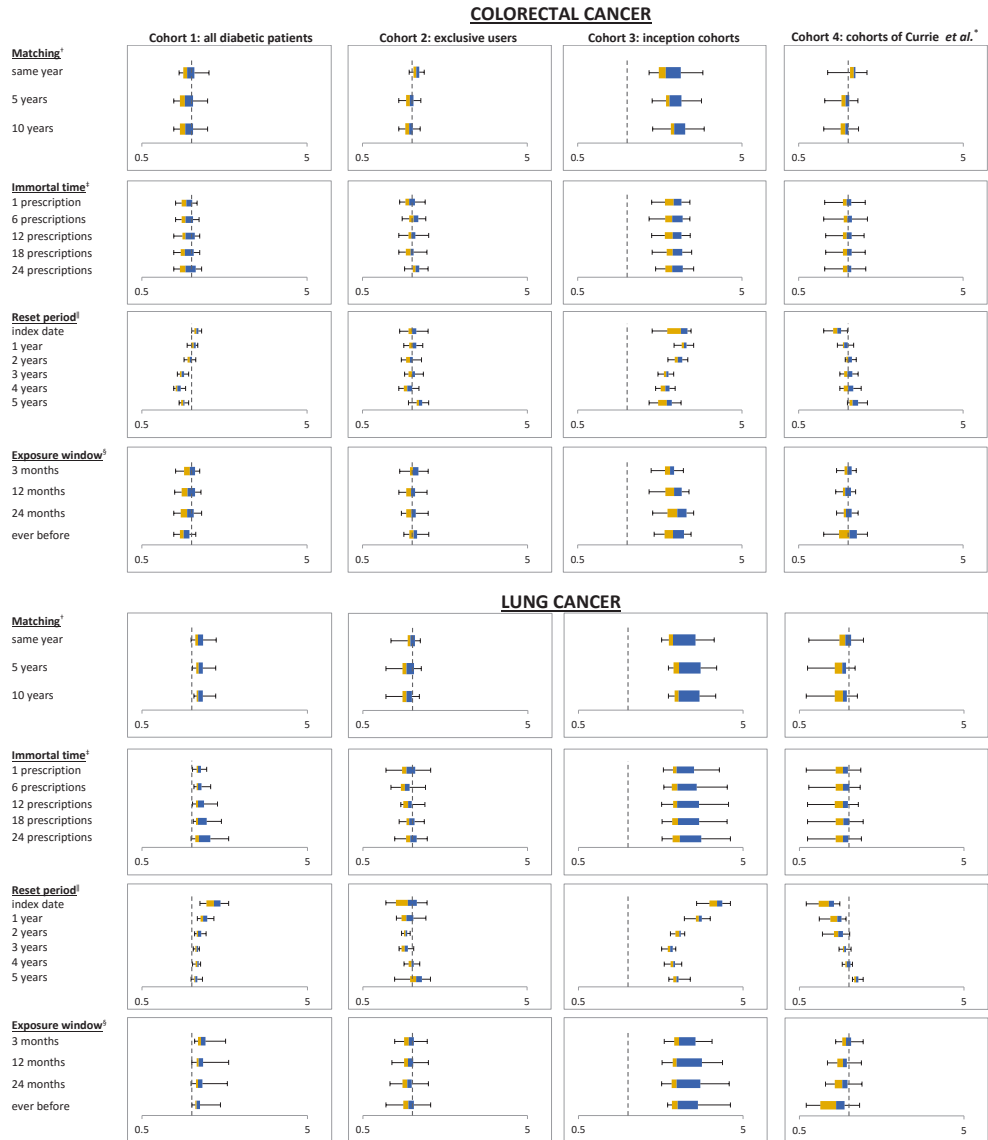 COLORECTAL CANCER
Cohort 1: all diabetic patients Cohort 2: exclusive users Cohort 3: inception cohorts Cohort 4: cohorts of Currie et al.*
Matching†
same year
5 years
10 years
0.5 5 0.5 5 0.5 5 0.5 5
Immortal time‡
1 prescription
6 prescriptions
12 prescriptions
18 prescriptions
24 prescriptions
0.5 5 0.5 5 0.5 5 0.5 5
Reset period‖
index date
1 year
2 years
3 years
4 years
5 years
0.5 5 0.5 5 0.5 5 0.5 5
Exposure window§
3 months
12 months
24 months
ever before
0.5 5 0.5 5 0.5 5 0.5 5
LUNG CANCER
Matching†
same year
5 years
10 years
0.5 5 0.5 5 0.5 5 0.5 5
Immortal time‡
1 prescription
6 prescriptions
12 prescriptions
18 prescriptions
24 prescriptions
0.5 5 0.5 5 0.5 5 0.5 5
Reset period‖
index date
1 year
2 years
3 years
4 years
5 years
0.5 5 0.5 5 0.5 5 0.5 5
Exposure window§
3 months
12 months
24 months
ever before
0.5 5 0.5 5 0.5 5 0.5 5